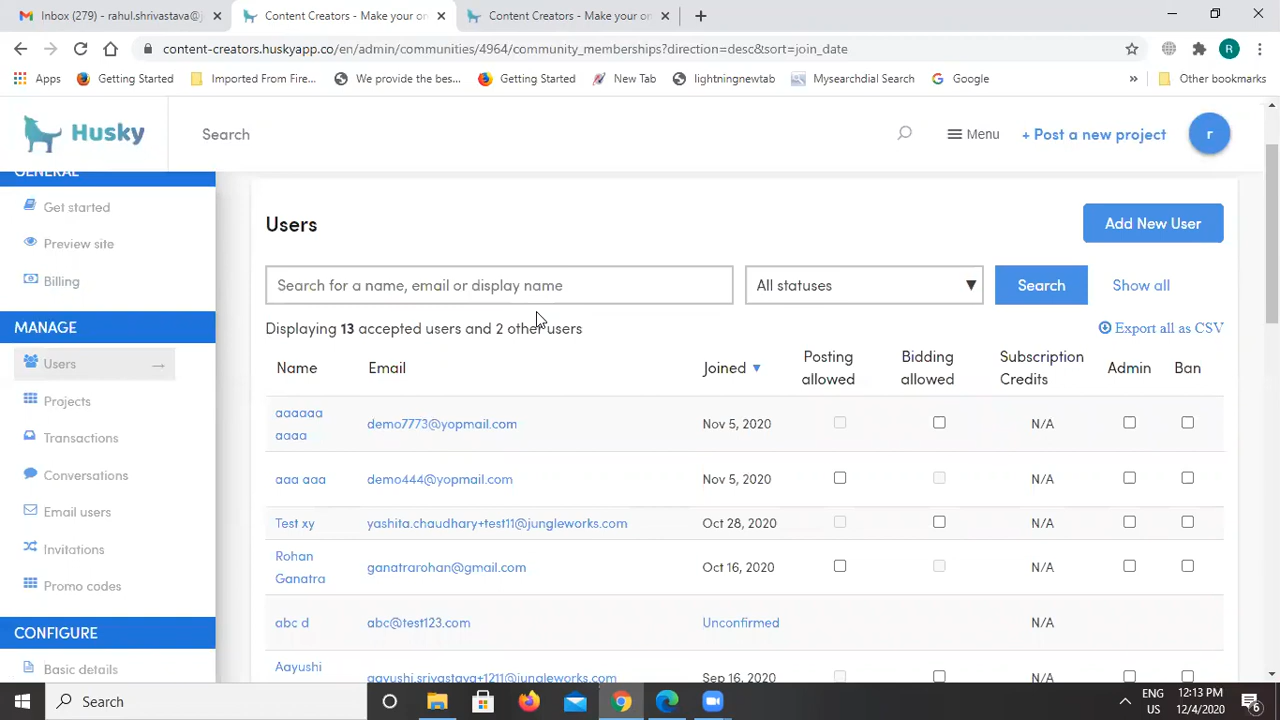 Inbox (279) - rahul.shrivastava@j
Content Creators - Make your on
Content Creators - Make your on
content-creators.huskyapp.co/en/admin/communities/4964/community_memberships?direction=desc&sort=join_date
R
Apps
Getting Started
Imported From Fire...
We provide the bes...
Getting Started
New Tab
lightningnewtab
Mysearchdial Search
Google
»
Other bookmarks
Husky
Search
Menu
+ Post a new project
r
GENERAL
Get started
Preview site
Billing
MANAGE
Users →
Projects
Transactions
Conversations
Email users
Invitations
Promo codes
CONFIGURE
Basic details
Users
Add New User
Search for a name, email or display name
All statuses
Search
Show all
Displaying 13 accepted users and 2 other users
Export all as CSV
Name Email Joined Posting allowed Bidding allowed Subscription Credits Admin Ban
aaaaaa aaaa demo7773@yopmail.com Nov 5, 2020 N/A
aaa aaa demo444@yopmail.com Nov 5, 2020 N/A
Test xy yashita.chaudhary+test11@jungleworks.com Oct 28, 2020 N/A
Rohan Ganatra ganatrarohan@gmail.com Oct 16, 2020 N/A
abc d abc@test123.com Unconfirmed N/A
Aayushi aayushi.srivastava+1211@jungleworks.com Sep 16, 2020 N/A
Search
ENG
US
12:13 PM
12/4/2020
6